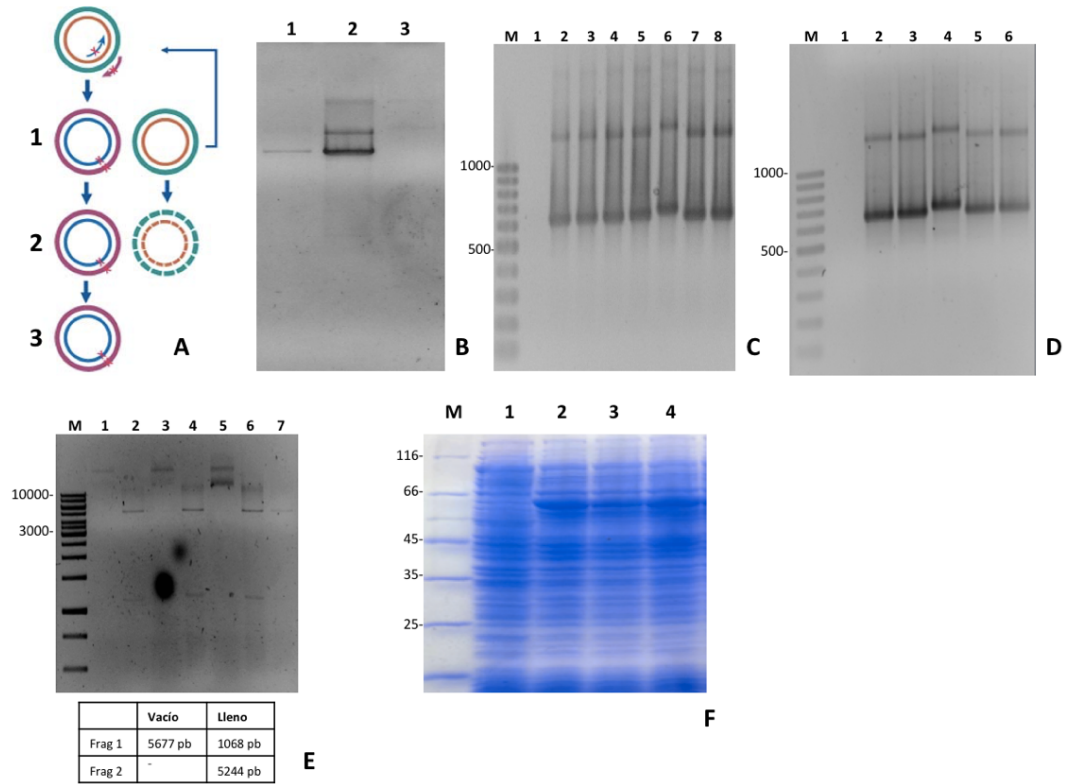 1
2
3
A
1 2 3
B
M 1 2 3 4 5 6 7 8
1000-
500-
C
M 1 2 3 4 5 6
1000-
500-
D
M 1 2 3 4 5 6 7
10000-
3000-
Vacío Lleno
Frag 1 5677 pb 1068 pb
Frag 2 - 5244 pb
E
M 1 2 3 4
116-
66-
45-
35-
25-
F